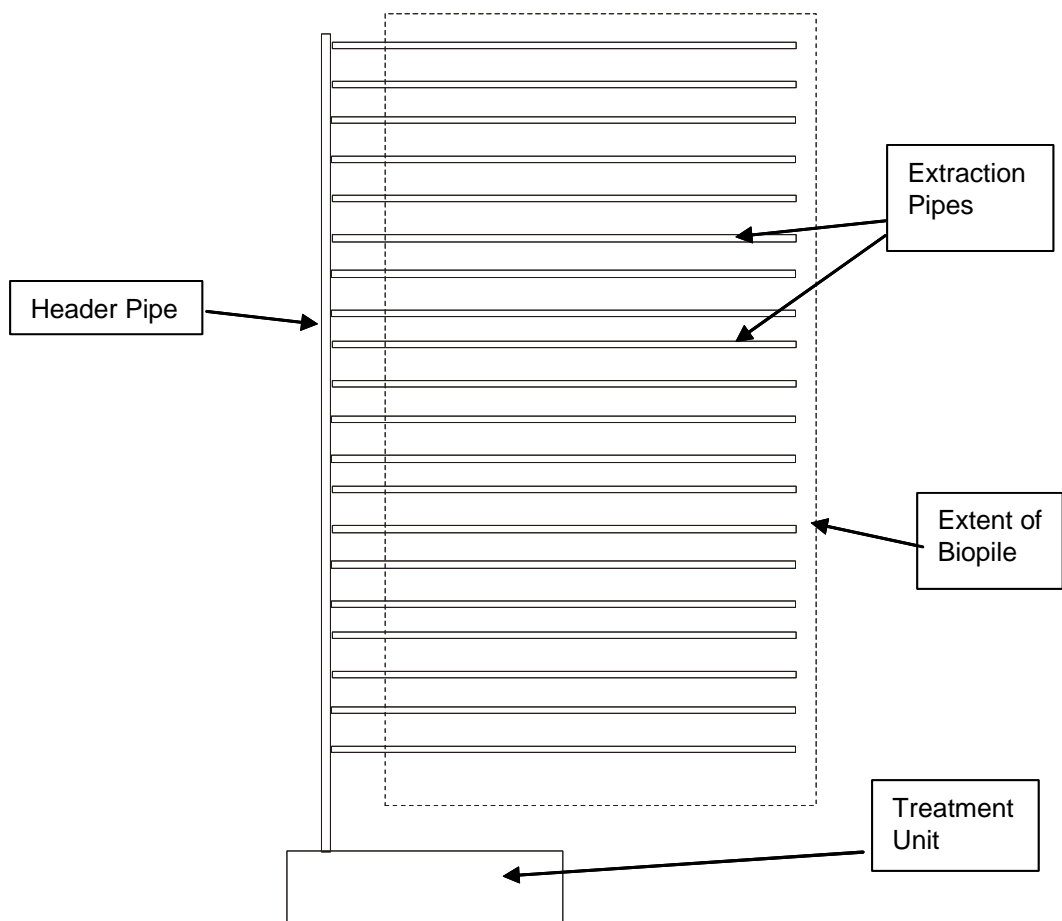 Extraction
Pipes
Header Pipe
Extent of
Biopile
Treatment
Unit